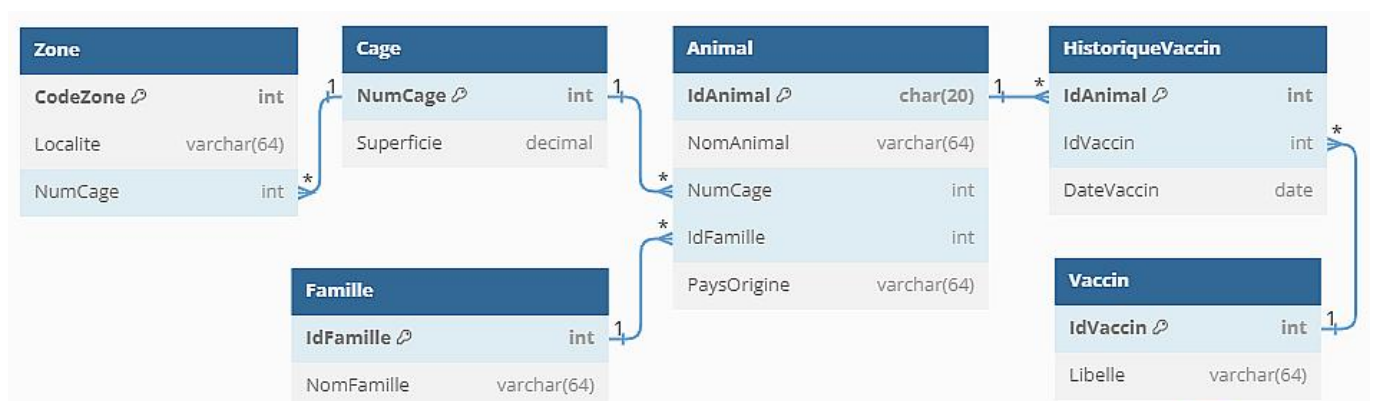 Zone
CodeZone int
Localite varchar(64)
NumCage int
Cage
NumCage int
Superficie decimal
Animal
IdAnimal char(20)
NomAnimal varchar(64)
NumCage int
IdFamille int
PaysOrigine varchar(64)
HistoriqueVaccin
IdAnimal int
IdVaccin int
DateVaccin date
Famille
IdFamille int
NomFamille varchar(64)
Vaccin
IdVaccin int
Libelle varchar(64)
1
*
1
*
1
*
1
*
1
*